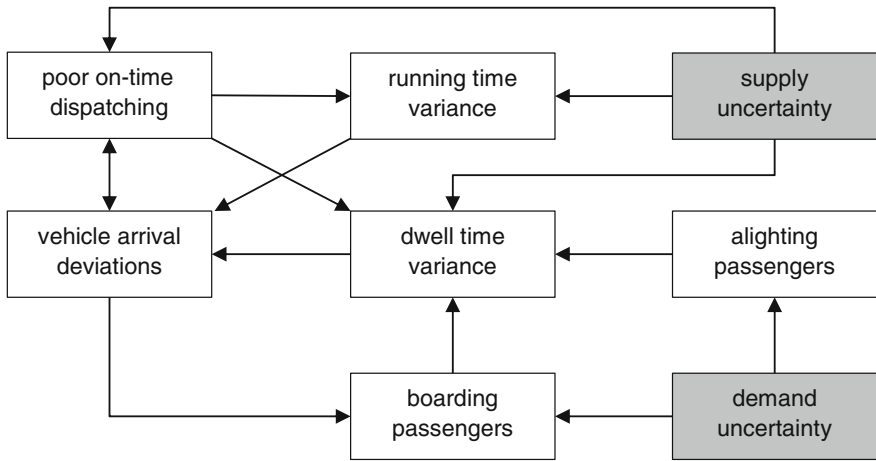 poor on-time
dispatching
running time
variance
supply
uncertainty
vehicle arrival
deviations
dwell time
variance
alighting
passengers
boarding
passengers
demand
uncertainty